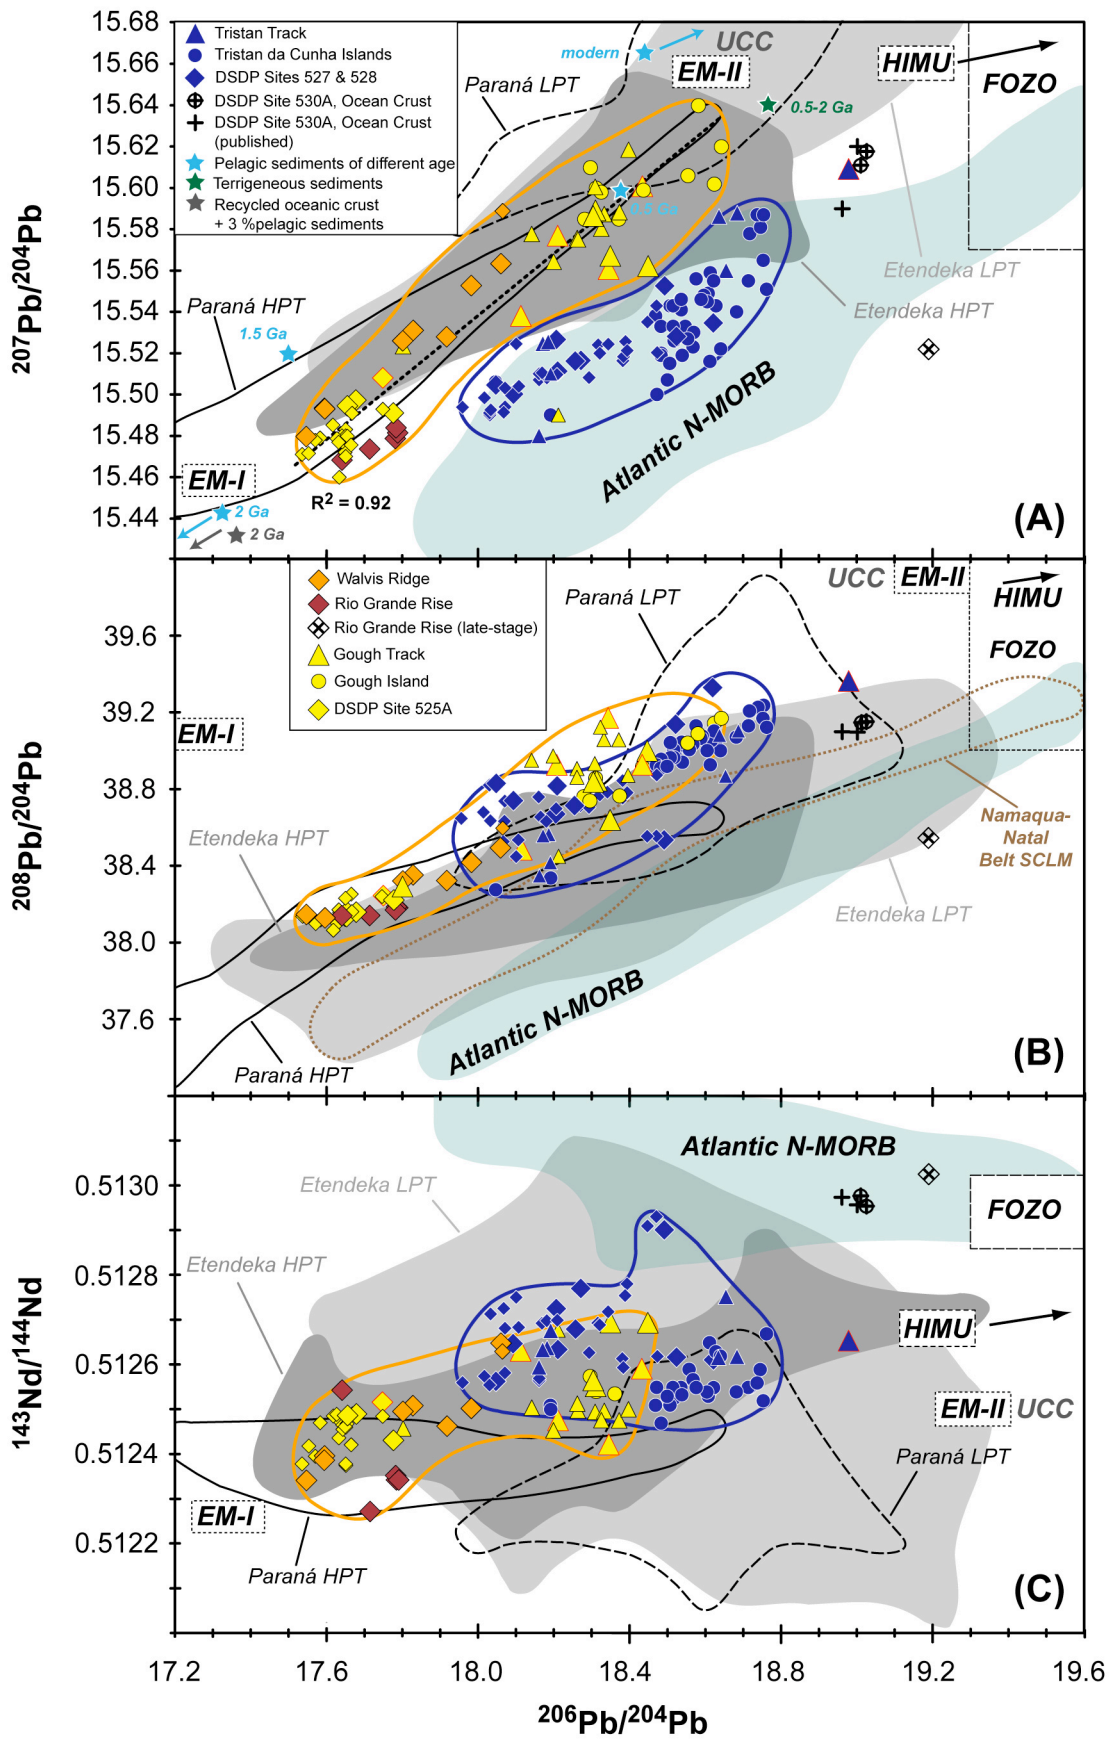 15.68
15.66
15.64
15.62
15.60
15.58
15.56
15.54
15.52
15.50
15.48
15.46
15.44
207Pb/204Pb
Tristan Track
Tristan da Cunha Islands
DSDP Sites 527 & 528
DSDP Site 530A, Ocean Crust
DSDP Site 530A, Ocean Crust
(published)
Pelagic sediments of different age
Terrigeneous sediments
Recycled oceanic crust
+ 3 %pelagic sediments
modern
UCC
EM-II
HIMU
FOZO
Paraná LPT
0.5-2 Ga
0.5 Ga
Etendeka LPT
Etendeka HPT
Paraná HPT
1.5 Ga
Atlantic N-MORB
EM-I
R2 = 0.92
2 Ga
2 Ga
(A)
39.6
39.2
38.8
38.4
38.0
37.6
208Pb/204Pb
Walvis Ridge
Rio Grande Rise
Rio Grande Rise (late-stage)
Gough Track
Gough Island
DSDP Site 525A
Paraná LPT
UCC
EM-II
HIMU
FOZO
EM-I
Etendeka HPT
Namaqua-
Natal
Belt SCLM
Etendeka LPT
Atlantic N-MORB
Paraná HPT
(B)
0.5130
0.5128
0.5126
0.5124
0.5122
143Nd/144Nd
Atlantic N-MORB
Etendeka LPT
FOZO
Etendeka HPT
HIMU
EM-II
UCC
Paraná LPT
EM-I
Paraná HPT
(C)
17.2
17.6
18.0
18.4
18.8
19.2
19.6
206Pb/204Pb